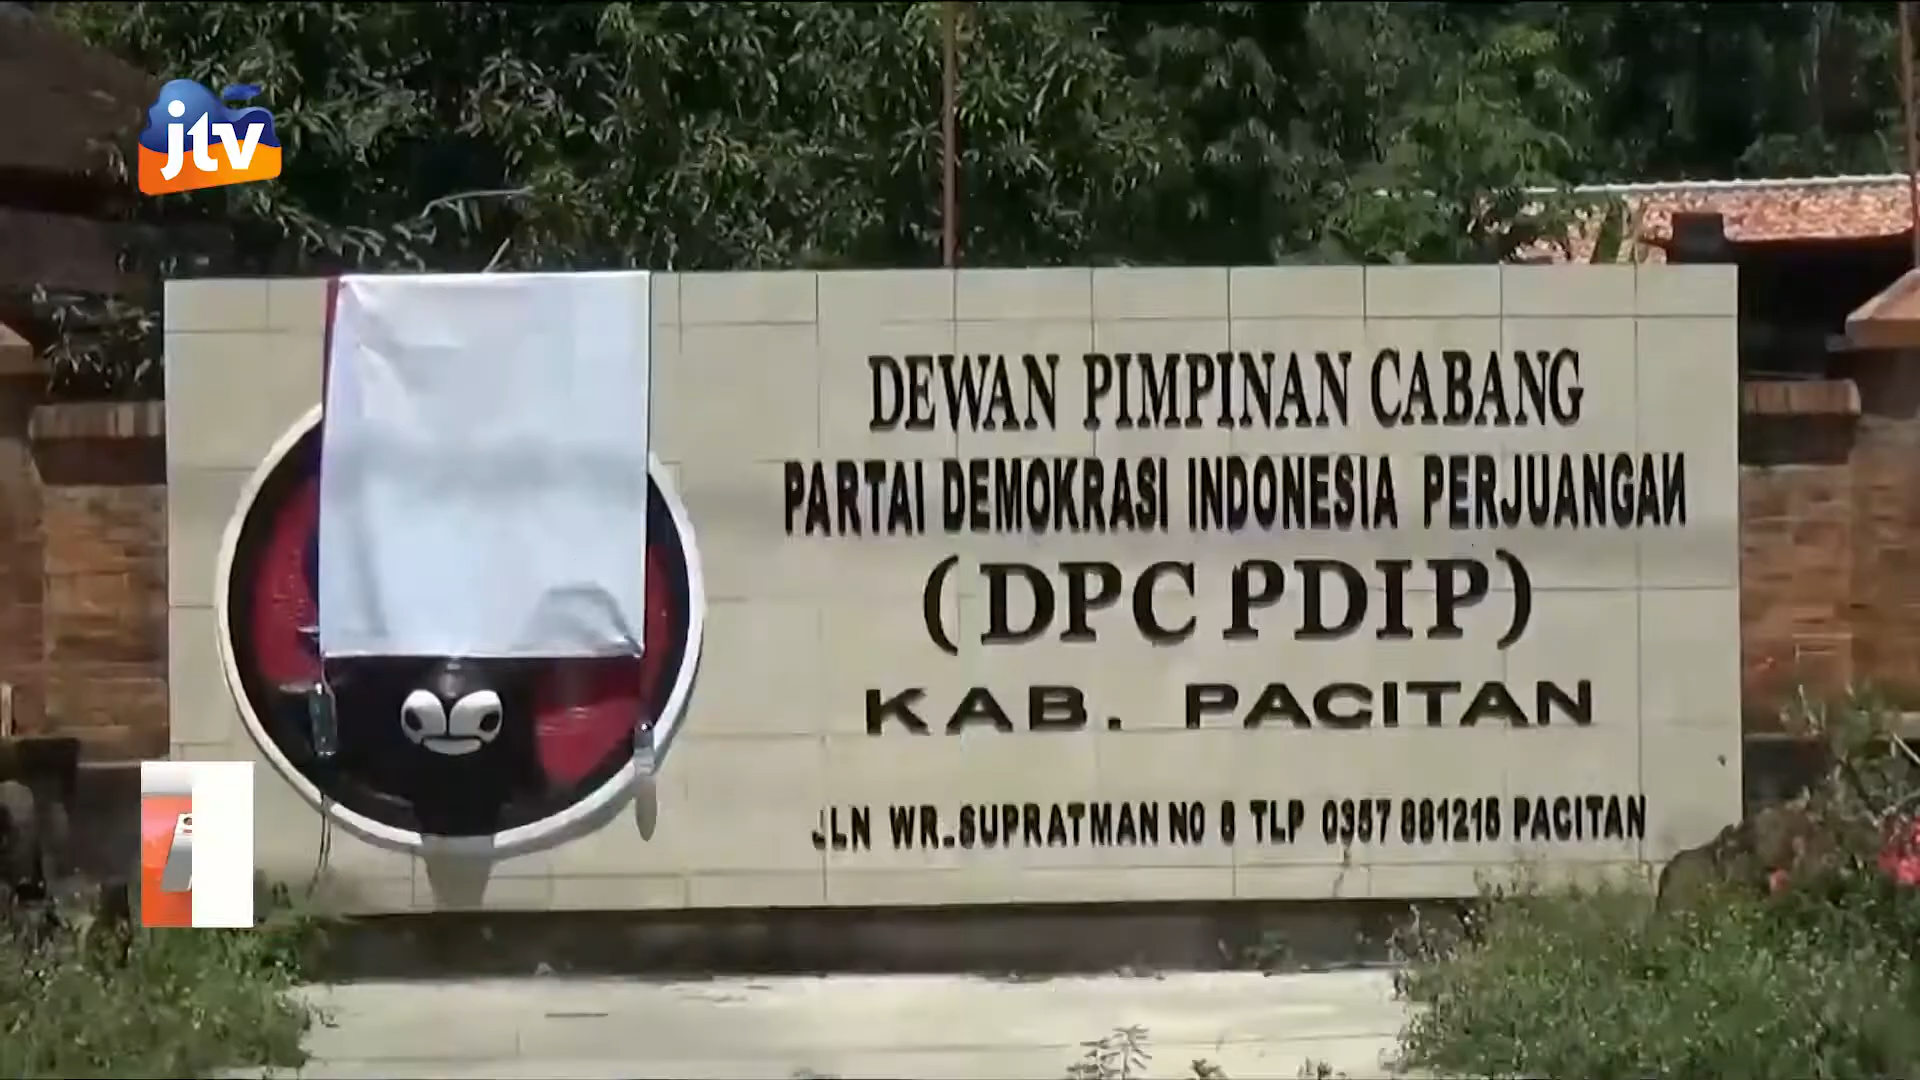 jtv
DEWAN PIMPINAN CABANG
PARTAI DEMOKRASI INDONESIA PERJUANGAN
(DPC PDIP)
KAB. PACITAN
JLN WR.SUPRATMAN NO 8 TLP 0357 881215 PACITAN